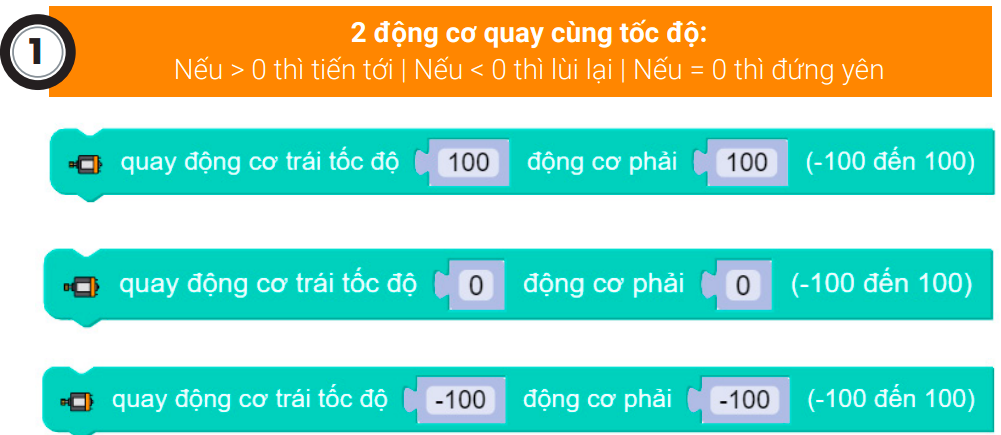 1
2 động cơ quay cùng tốc độ:
Nếu > 0 thì tiến tới | Nếu < 0 thì lùi lại | Nếu = 0 thì đứng yên
quay động cơ trái tốc độ 100 động cơ phải 100 (-100 đến 100)
quay động cơ trái tốc độ 0 động cơ phải 0 (-100 đến 100)
quay động cơ trái tốc độ -100 động cơ phải -100 (-100 đến 100)